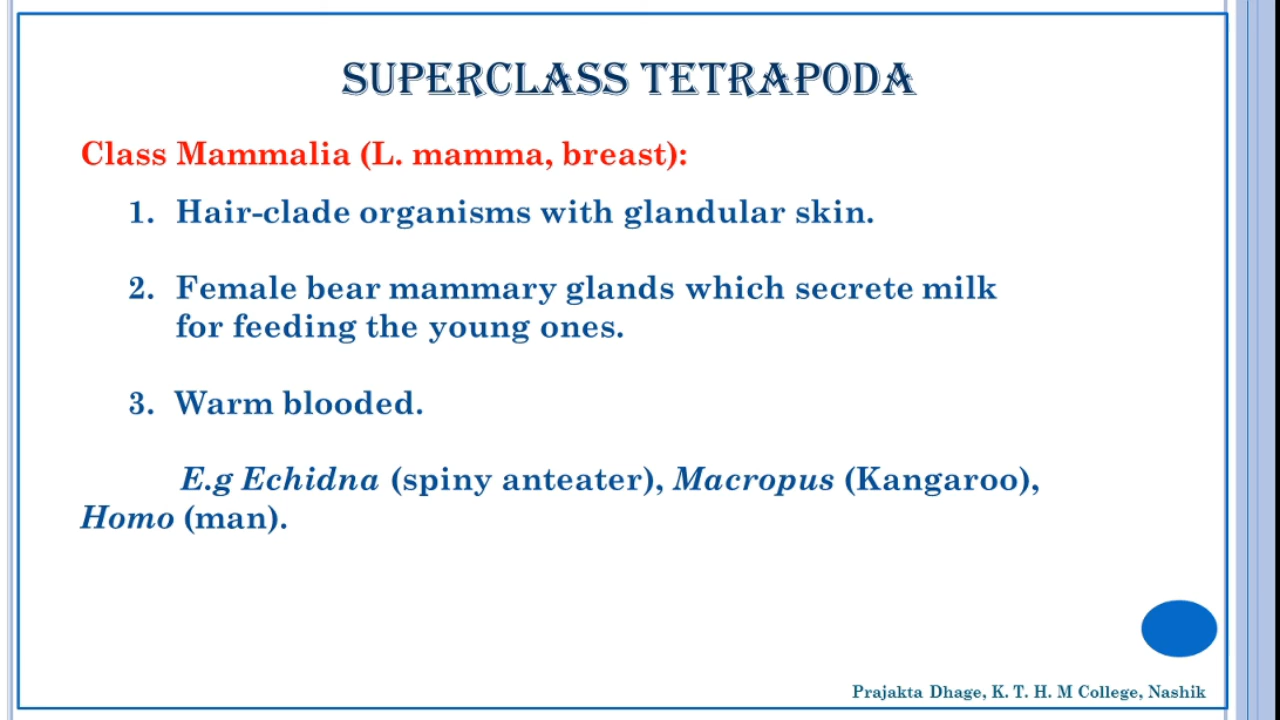 SUPERCLASS TETRAPODA
Class Mammalia (L. mamma, breast):
1. Hair-clade organisms with glandular skin.
2. Female bear mammary glands which secrete milk
for feeding the young ones.
3. Warm blooded.
E.g Echidna (spiny anteater), Macropus (Kangaroo),
Homo (man).
Prajakta Dhage, K. T. H. M College, Nashik